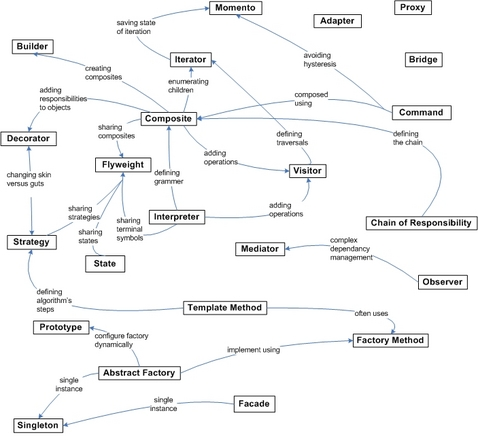 Momento
Proxy
Adapter
saving state
of iteration
Builder
Iterator
avoiding
hysteresis
Bridge
creating
composites
enumerating
children
adding
responsibilities
to objects
composed
using
Command
Composite
sharing
composites
defining
traversals
defining
the chain
Decorator
adding
operations
Flyweight
Visitor
changing skin
versus guts
defining
grammer
sharing
strategies
adding
operations
Interpreter
sharing
terminal
symbols
Chain of Responsibility
sharing
states
Strategy
Mediator
complex
dependancy
management
State
Observer
defining
algorithm's
steps
Template Method
often uses
Prototype
configure factory
dynamically
Factory Method
implement using
Abstract Factory
single
instance
single
instance
Facade
Singleton